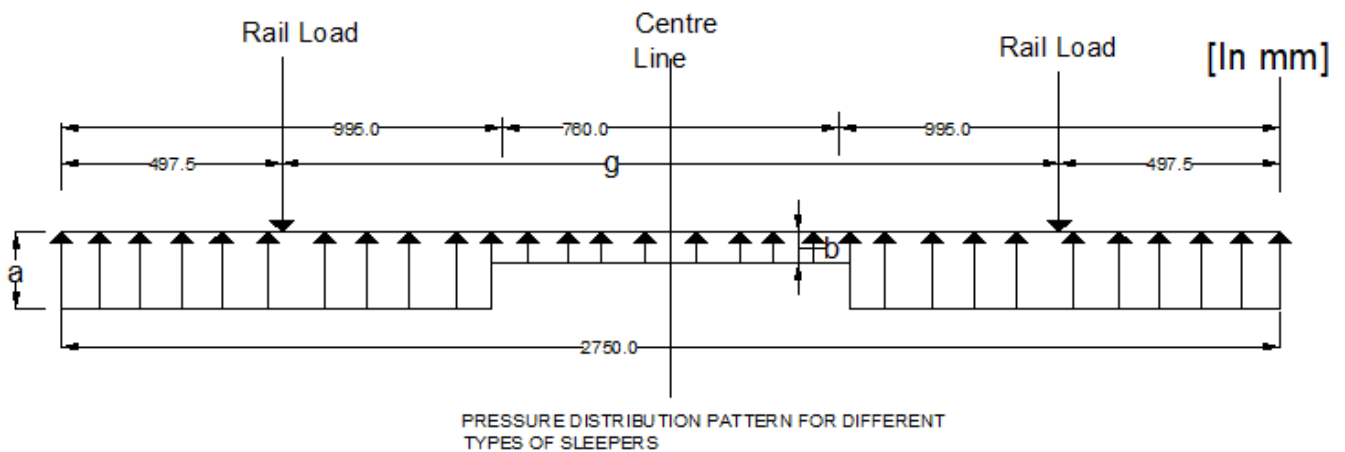 Centre
Line
Rail Load
Rail Load
[In mm]
995.0
760.0
995.0
497.5
g
497.5
a
b
2750.0
PRESSURE DISTRIBUTION PATTERN FOR DIFFERENT
TYPES OF SLEEPERS